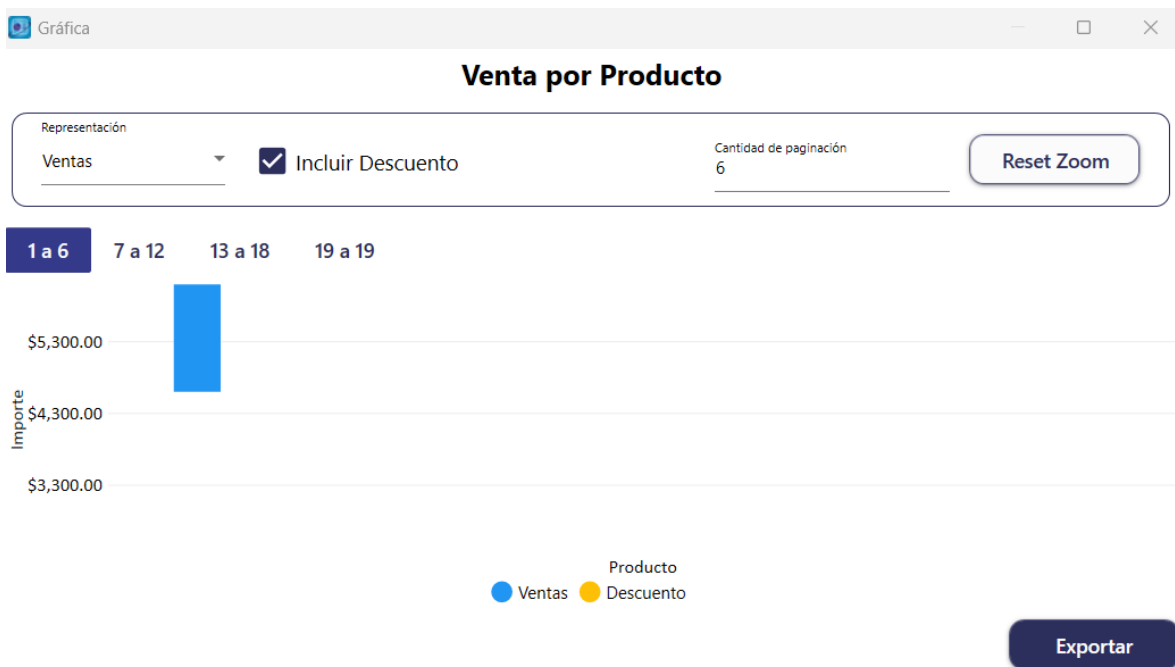 Gráfica
Venta por Producto
Representación
Ventas
Incluir Descuento
Cantidad de paginación
6
Reset Zoom
1 a 6
7 a 12
13 a 18
19 a 19
$5,300.00
$4,300.00
$3,300.00
Importe
Producto
Ventas
Descuento
Exportar